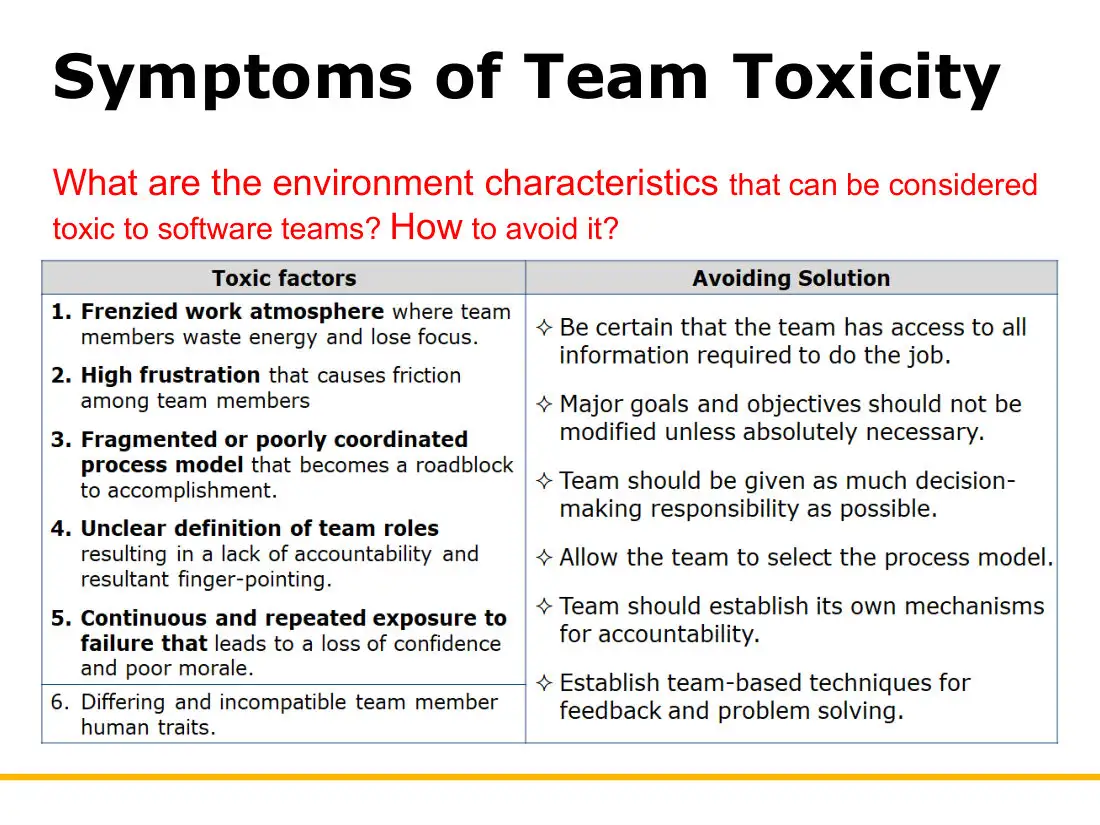 Symptoms of Team Toxicity
What are the environment characteristics that can be considered
toxic to software teams? How to avoid it?
Toxic factors
1. Frenzied work atmosphere where team
members waste energy and lose focus.
2. High frustration that causes friction
among team members
3. Fragmented or poorly coordinated
process model that becomes a roadblock
to accomplishment.
4. Unclear definition of team roles
resulting in a lack of accountability and
resultant finger-pointing.
5. Continuous and repeated exposure to
failure that leads to a loss of confidence
and poor morale.
6. Differing and incompatible team member
human traits.
Avoiding Solution
✧ Be certain that the team has access to all
information required to do the job.
✧ Major goals and objectives should not be
modified unless absolutely necessary.
✧ Team should be given as much decision-
making responsibility as possible.
✧ Allow the team to select the process model.
✧ Team should establish its own mechanisms
for accountability.
✧ Establish team-based techniques for
feedback and problem solving.